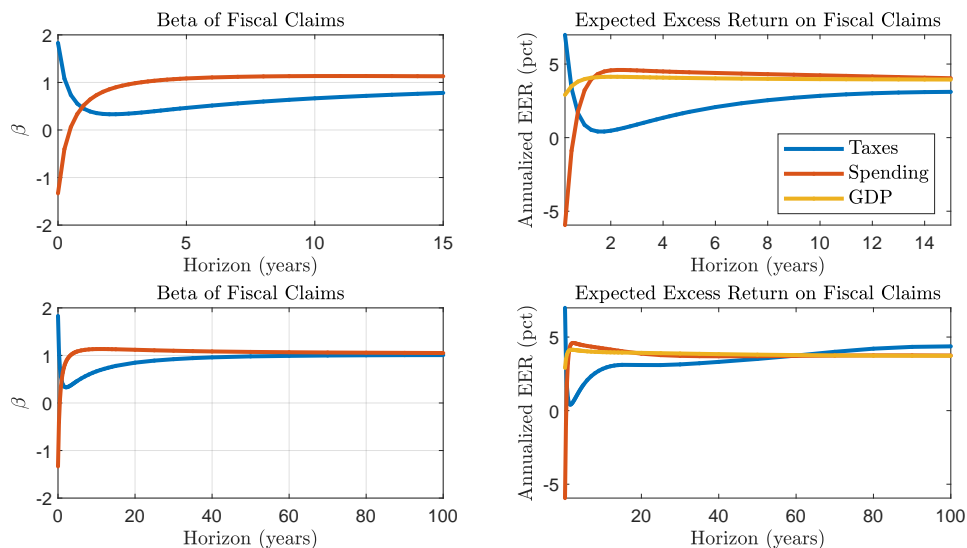 Beta of Fiscal Claims
2
1
0
-1
-2
β
0 5 10 15
Horizon (years)
Expected Excess Return on Fiscal Claims
5
0
-5
Annualized EER (pct)
Taxes
Spending
GDP
2 4 6 8 10 12 14
Horizon (years)
Beta of Fiscal Claims
2
1
0
-1
-2
β
0 20 40 60 80 100
Horizon (years)
Expected Excess Return on Fiscal Claims
5
0
-5
Annualized EER (pct)
20 40 60 80 100
Horizon (years)